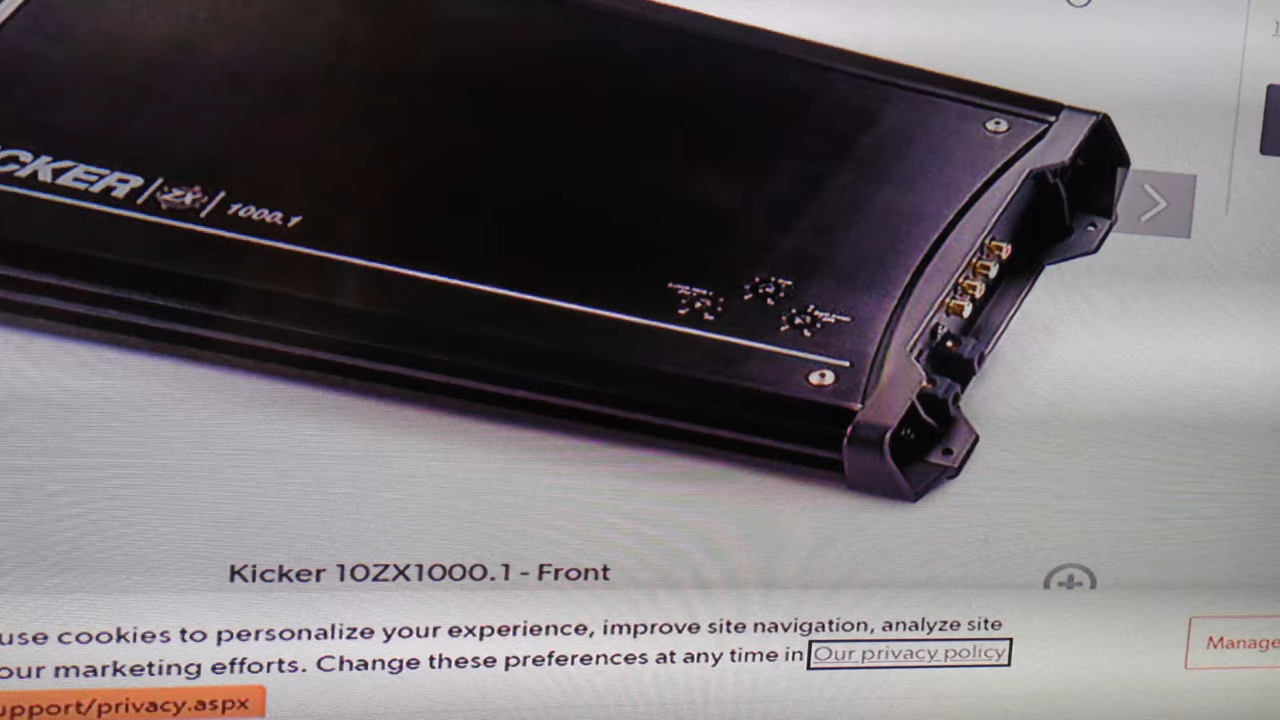 CKER | ZX | 1000.1
Kicker 10ZX1000.1 - Front
use cookies to personalize your experience, improve site navigation, analyze site
our marketing efforts. Change these preferences at any time in Our privacy policy
Manage
upport/privacy.aspx